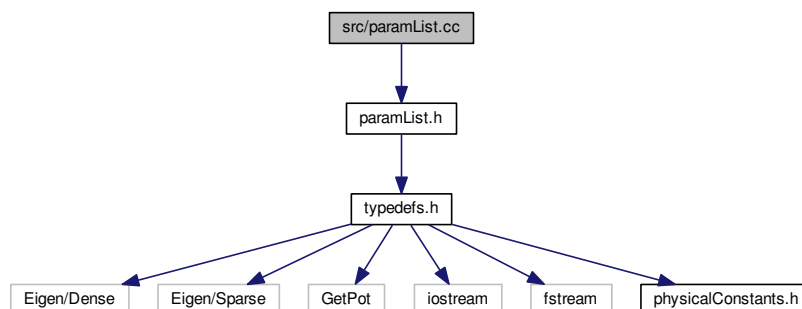 src/paramList.cc
paramList.h
typedefs.h
Eigen/Dense
Eigen/Sparse
GetPot
iostream
fstream
physicalConstants.h